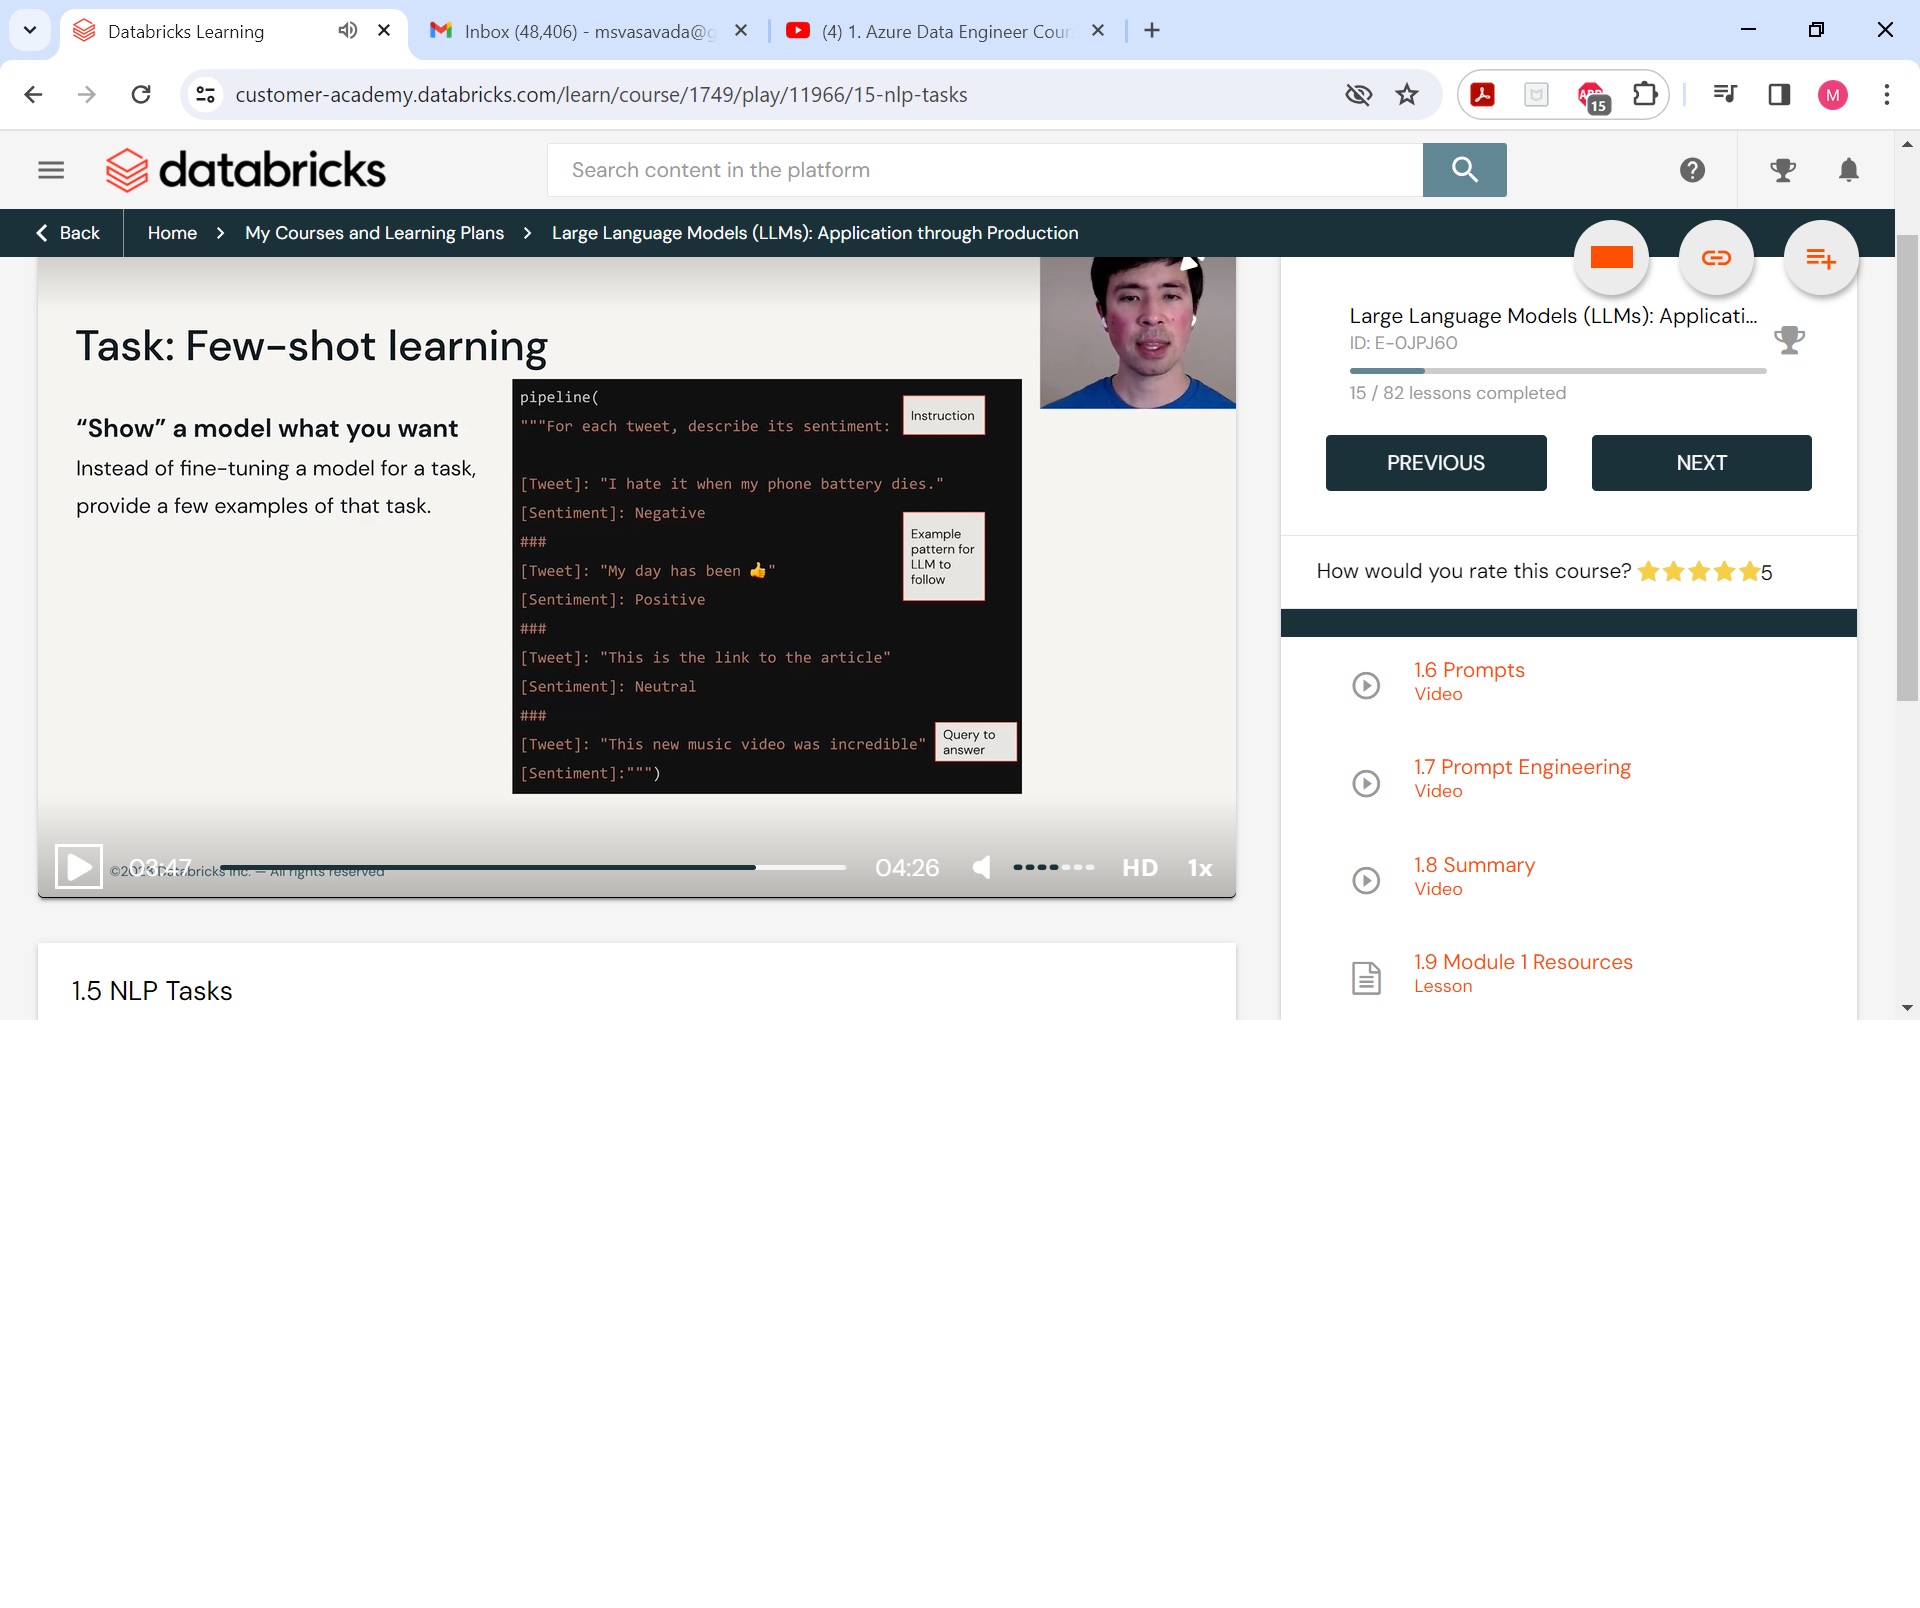 Databricks Learning
Inbox (48,406) - msvasavada@g
(4) 1. Azure Data Engineer Cour
customer-academy.databricks.com/learn/course/1749/play/11966/15-nlp-tasks
15
M
databricks
Search content in the platform
Back
Home
My Courses and Learning Plans
Large Language Models (LLMs): Application through Production
Task: Few-shot learning
“Show” a model what you want
Instead of fine-tuning a model for a task,
provide a few examples of that task.
pipeline(
"""For each tweet, describe its sentiment:
Instruction
[Tweet]: "I hate it when my phone battery dies."
[Sentiment]: Negative
###
[Tweet]: "My day has been 👍"
[Sentiment]: Positive
###
Example
pattern for
LLM to
follow
[Tweet]: "This is the link to the article"
[Sentiment]: Neutral
###
[Tweet]: "This new music video was incredible"
[Sentiment]:""")
Query to
answer
03:47
Databricks Inc. — All rights reserved
04:26
HD
1x
1.5 NLP Tasks
Large Language Models (LLMs): Applicati...
ID: E-0JPJ60
15 / 82 lessons completed
PREVIOUS
NEXT
How would you rate this course?
5
1.6 Prompts
Video
1.7 Prompt Engineering
Video
1.8 Summary
Video
1.9 Module 1 Resources
Lesson